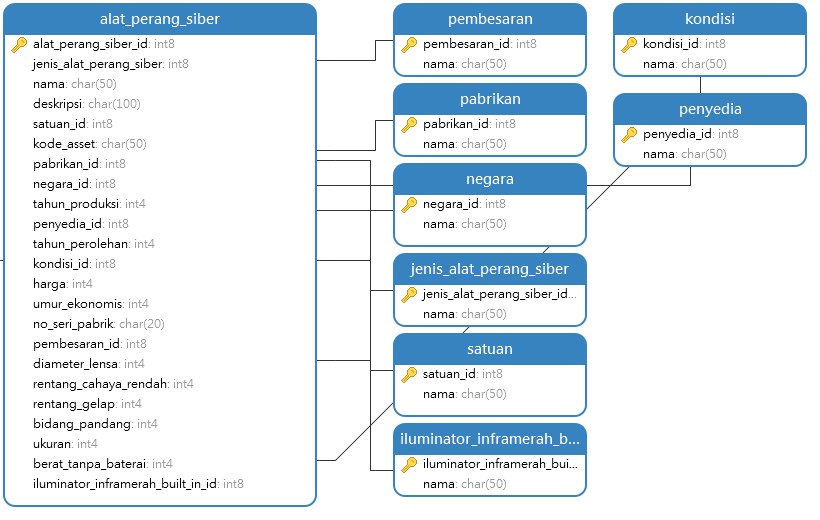 alat_perang_siber
alat_perang_siber_id: int8
jenis_alat_perang_siber: int8
nama: char(50)
deskripsi: char(100)
satuan_id: int8
kode_asset: char(50)
pabrikan_id: int8
negara_id: int8
tahun_produksi: int4
penyedia_id: int8
tahun_perolehan: int4
kondisi_id: int8
harga: int4
umur_ekonomis: int4
no_seri_pabrik: char(20)
pembesaran_id: int8
diameter_lensa: int4
rentang_cahaya_rendah: int4
rentang_gelap: int4
bidang_pandang: int4
ukuran: int4
berat_tanpa_baterai: int4
iluminator_inframerah_built_in_id: int8
pembesaran
pembesaran_id: int8
nama: char(50)
pabrikan
pabrikan_id: int8
nama: char(50)
negara
negara_id: int8
nama: char(50)
jenis_alat_perang_siber
jenis_alat_perang_siber_id...
nama: char(50)
satuan
satuan_id: int8
nama: char(50)
iluminator_inframerah_b...
iluminator_inframerah_bui...
nama: char(50)
kondisi
kondisi_id: int8
nama: char(50)
penyedia
penyedia_id: int8
nama: char(50)